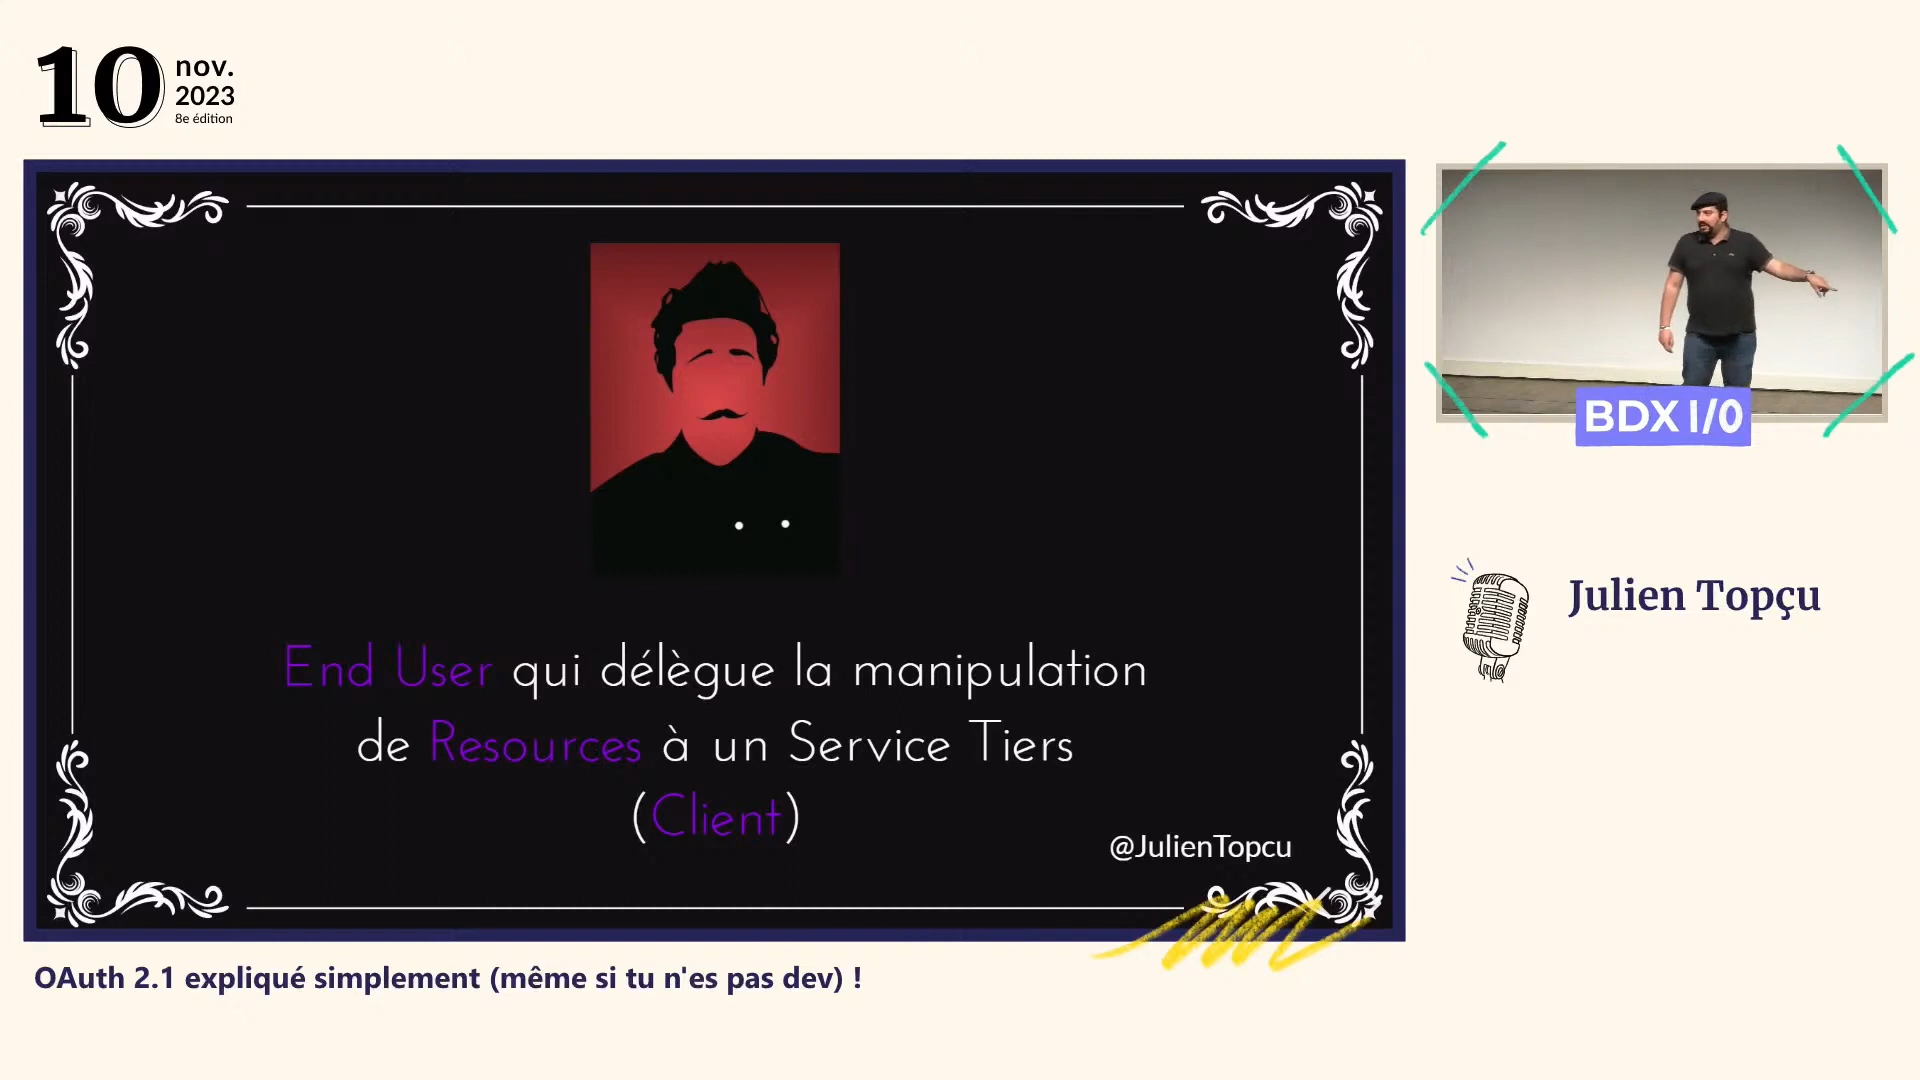 10
nov.
2023
8e édition
End User qui délègue la manipulation
de Resources à un Service Tiers
(Client)
@JulienTopcu
BDX I/O
Julien Topçu
OAuth 2.1 expliqué simplement (même si tu n'es pas dev) !